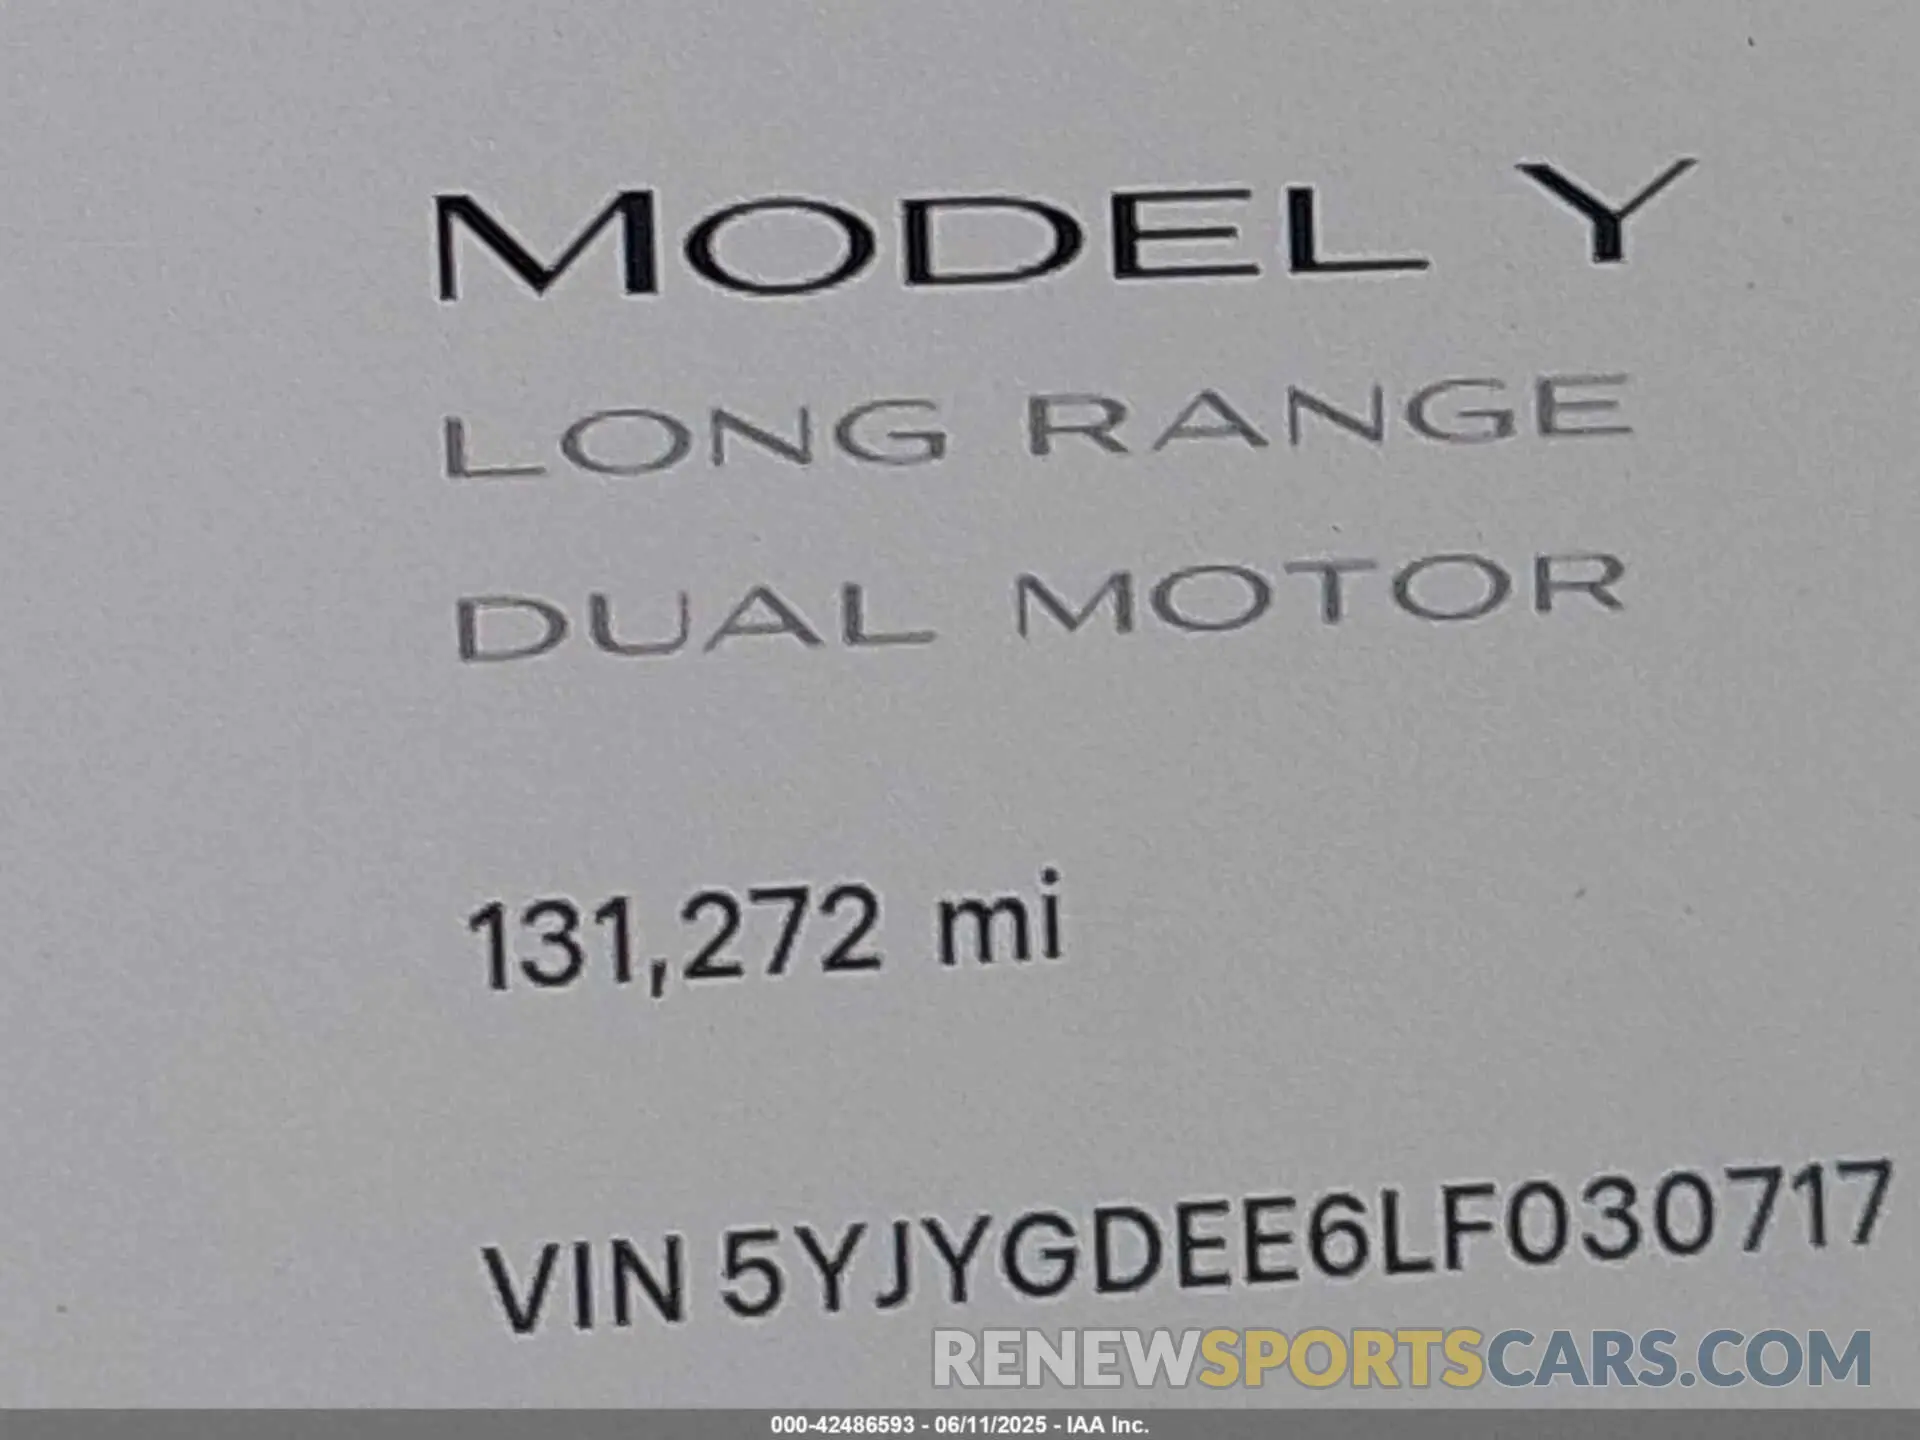 MODEL Y
LONG RANGE
DUAL MOTOR
131,272 mi
VIN 5YJYGDEE6LF030717
RENEWSPORTSCARS.COM
000-42486593 - 06/11/2025 - IAA Inc.